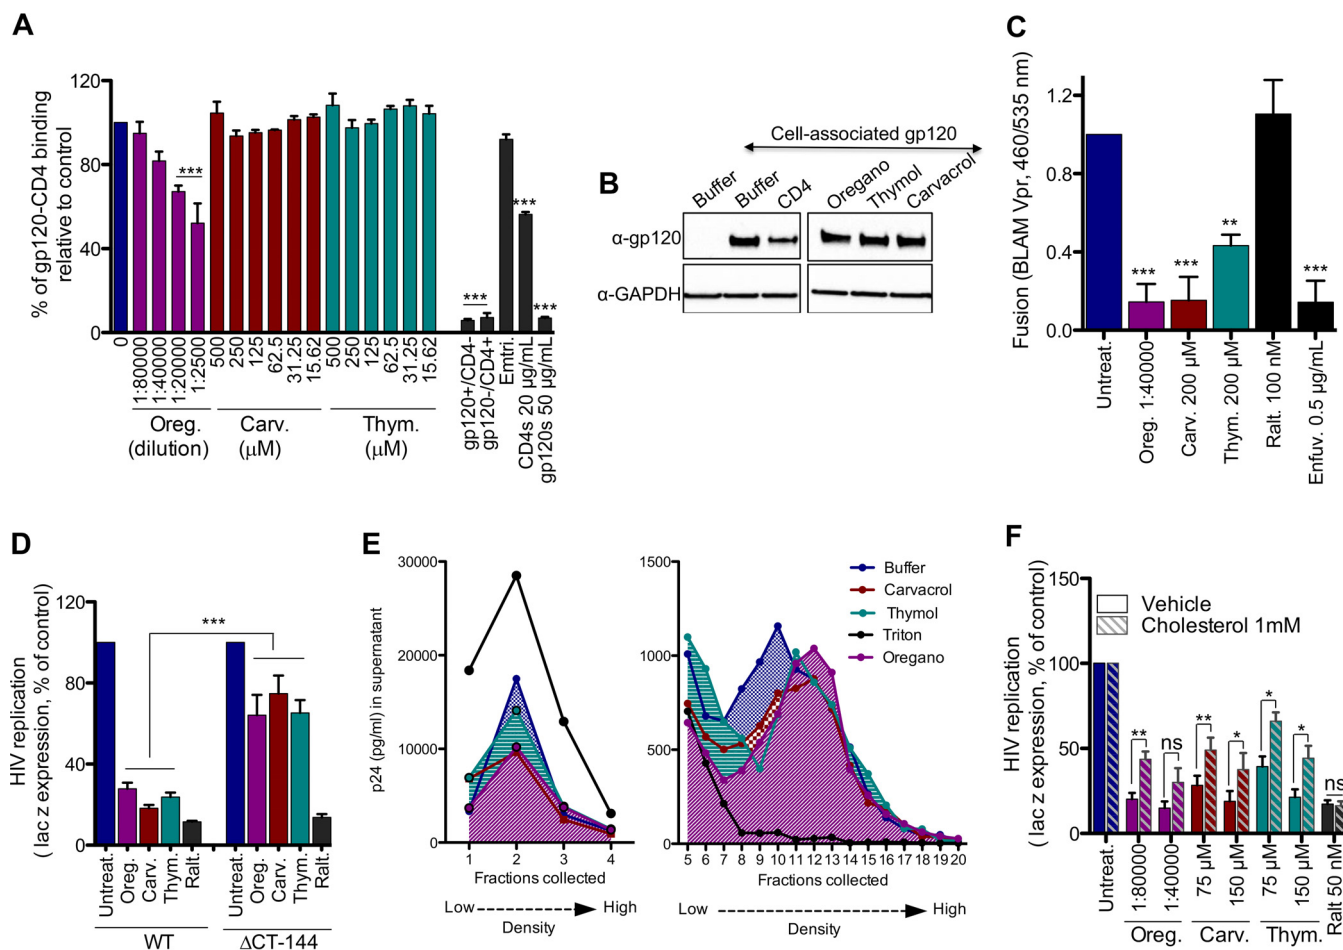 A
% of gp120-CD4 binding
relative to control
120
80
40
0
***
***
***
***
0
1:80000
1:40000
1:20000
1:2500
500
250
125
62.5
31.25
15.62
500
250
125
62.5
31.25
15.62
gp120+/CD4-
gp120-/CD4+
Emtri.
CD4s 20 µg/mL
gp120s 50 µg/mL
Oreg.
(dilution)
Carv.
(µM)
Thym.
(µM)
B
Cell-associated gp120
Buffer
Buffer
CD4
Oregano
Thymol
Carvacrol
α-gp120
α-GAPDH
C
Fusion (BLAM Vpr, 460/535 nm)
1.2
0.8
0.4
0.0
***
***
**
***
Untreat.
Oreg. 1:40000
Carv. 200 µM
Thym. 200 µM
Ralt. 100 nM
Enfuv. 0.5 µg/mL
D
HIV replication
( lac z expression, % of control)
120
80
40
0
***
Untreat.
Oreg.
Carv.
Thym.
Ralt.
Untreat.
Oreg.
Carv.
Thym.
Ralt.
WT
ΔCT-144
E
p24 (pg/ml) in supernatant
30000
20000
10000
0
1
2
3
4
Fractions collected
Low
High
Density
1500
1000
500
0
Buffer
Carvacrol
Thymol
Triton
Oregano
5 6 7 8 9 10 11 12 13 14 15 16 17 18 19 20
Fractions collected
Low
High
Density
F
HIV replication
( lac z expression, % of control)
150
100
50
0
Vehicle
Cholesterol 1mM
**
ns
**
*
*
*
ns
Untreat.
1:80000
1:40000
75 µM
150 µM
75 µM
150 µM
Ralt 50 nM
Oreg.
Carv.
Thym.